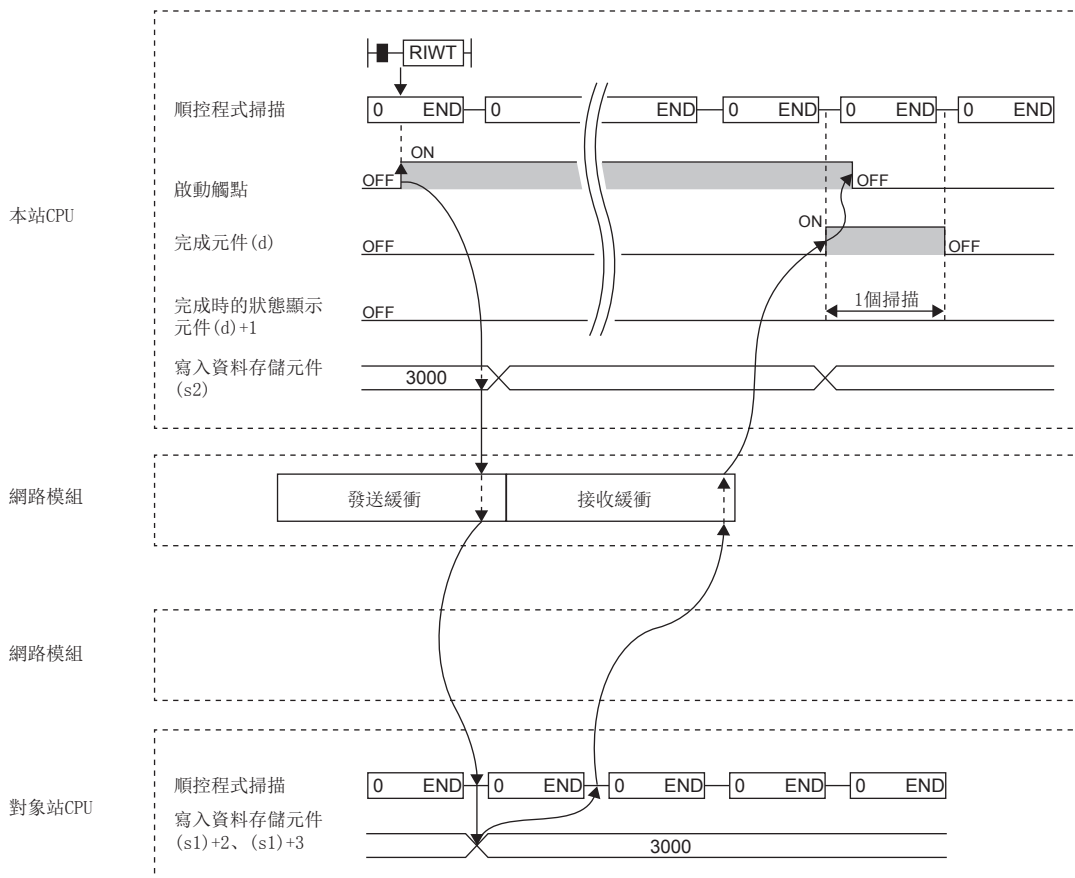 RIWT
順控程式掃描
0 END 0 END 0 END 0 END 0
ON
啟動觸點
OFF
OFF
本站CPU
ON
完成元件(d)
OFF
OFF
完成時的狀態顯示
元件(d)+1
OFF
1個掃描
寫入資料存儲元件
(s2)
3000
網路模組
發送緩衝
接收緩衝
網路模組
對象站CPU
順控程式掃描
0 END 0 END 0 END 0 END 0 END
寫入資料存儲元件
(s1)+2、(s1)+3
3000